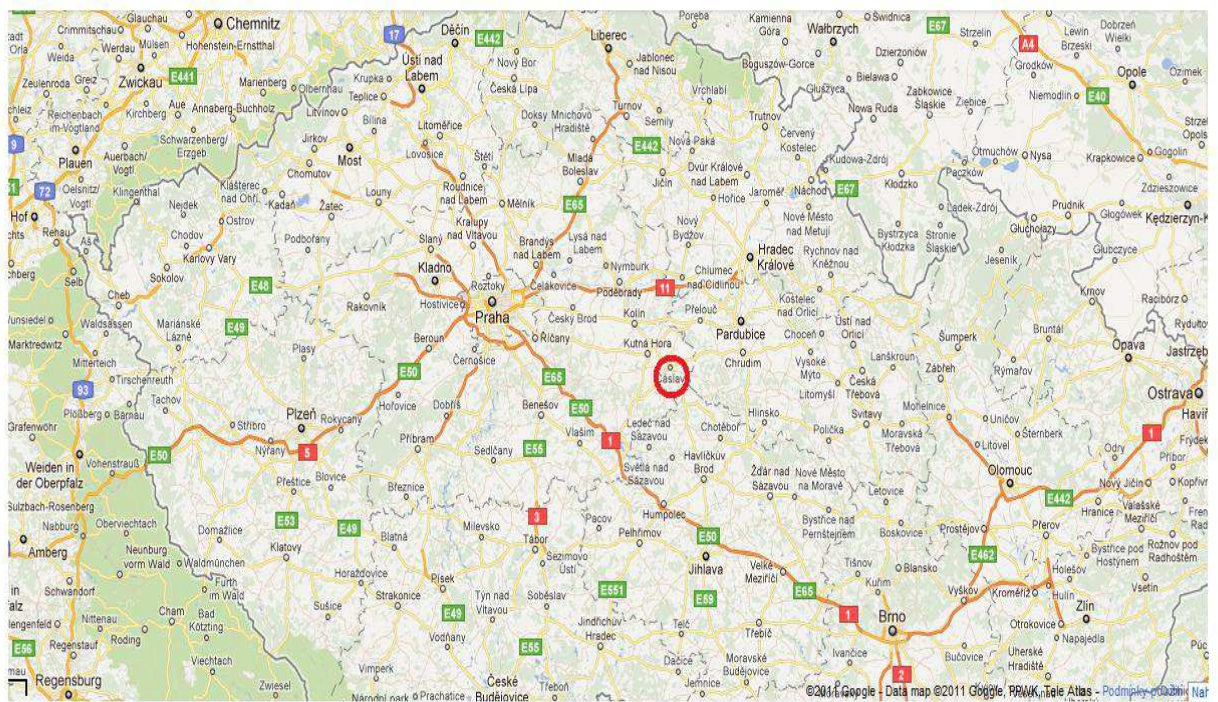 Crimmitschau
Glauchau
Chemnitz
17
Děčín
E442
Liberec
Poreba
Kamienna
Góra
Wałbrzych
Świdnica
E67
Strzelin
A4
Lewin
Brzeski
Dobrzeń
Wielki
Werdau
Mülsen
Hohenstein-Ernstthal
Weida
Zwickau
E441
Marienberg
Olbernhau
Ústí nad
Labem
Nový Bor
Česká Lípa
Jablonec
nad Nisou
Boguszów-Gorce
Dzierżoniów
Bielawa
Grodków
Opole
Ozimek
Zeulenroda
Greiz
Krupka
Teplice
Vrchlabí
Głuszyca
Ząbkowice
Śląskie
Ziębice
Niemodlin
E40
Reichenbach
im-Vogtland
Kirchberg
Aue
Annaberg-Buchholz
Litvínov
Bílina
Litoměřice
Doksy
Mnichovo
Hradiště
Turnov
Semily
Trutnov
Nowa Ruda
Plauen
Auerbach/
Vogtl
Schwarzenberg/
Erzgeb
Jirkov
Most
Chomutov
Lovosice
Štětí
Mladá
Boleslav
E442
Nová Paka
Červený
Kostelec
Kudowa-Zdrój
Otmuchów
Nysa
Paczków
Krapkowice
Gogolin
72
Oelsnitz/
Vogtl
Klingenthal
Klášterec
nad Ohří.
Kadaň
Žatec
Louny
Roudnice
nad Labem
Mělník
E65
Jičín
Dvůr Králové
nad Labem
Hořice
Jaroměř
Náchod
E67
Kłodzko
Lądek-Zdrój
Prudnik
Zdzieszowice
Głogówek
Kędzierzyn-K
Hof
Rehau
Aš
Nejdek
Ostrov
Chodov
Karlovy Vary
Podbořany
Kralupy
nad Vltavou
Slaný
Brandýs
nad Labem
Lysá nad
Labem
Nový
Bydžov
Nové Město
nad Metují
Bystrzyca
Kłodzka
Stronie
Śląskie
Głuchołazy
Głubczyce
Selb
Cheb
Sokolov
E48
Rakovník
Kladno
Roztoky
Hostivice
Praha
Čelákovice
Nymburk
Poděbrady
11
Chlumec
nad Cidlinou
Hradec
Králové
Rychnov nad
Kněžnou
Jeseník
Krnov
Racibórz
Waldsassen
Mariánské
Lázně
E49
Plasy
Beroun
Říčany
Český Brod
Kolín
Přelouč
Pardubice
Kostelec
nad Orlicí
Choceň
Ústí nad
Orlicí
Šumperk
Bruntál
Opava
Marktredwitz
Mitterteich
Černošice
E50
Kutná Hora
Chrudim
Vysoké
Mýto
Lanškroun
Zábřeh
Rýmařov
Jastrzęb
93
Tirschenreuth
Tachov
Plößberg
Bärnau
Plzeň
Rokycany
Hořovice
Dobříš
E65
Benešov
E50
Čáslav
Litomyšl
Česká
Třebová
Mohelnice
Ostrava
Grafenwöhr
Stříbro
Nýřany
5
Příbram
Sedlčany
E55
Vlašim
1
Ledeč nad
Sázavou
Chotěboř
Hlinsko
Polička
Svitavy
Moravská
Třebová
Uničov
Litovel
Šternberk
1
Odry
Havíř
Frýdek
Příbor
Weiden in
der Oberpfalz
Vohenstrauß
E50
Přeštice
Blovice
Březnice
Světlá nad
Sázavou
Havlíčkův
Brod
Žďár nad
Sázavou
Nové Město
na Moravě
Letovice
Olomouc
E442
Nový Jičín
Kopřivn
Hranice
Valašské
Meziříčí
Sulzbach-Rosenberg
Nabburg
Oberviechtach
Domažlice
E53
E49
Klatovy
Blatná
Milevsko
3
Tábor
Pacov
Pelhřimov
Humpolec
E50
Bystřice nad
Pernštejnem
Boskovice
Prostějov
Přerov
Amberg
Neunburg
vorm Wald
Waldmünchen
Horažďovice
Sezimovo
Ústí
Jihlava
Velké
Meziříčí
Tišnov
Blansko
E462
Bystřice pod
Hostýnem
Rožnov pod
Radhoštěm
Holešov
Schwandorf
Furth
im Wald
Sušice
Strakonice
Písek
Týn nad
Vltavou
Soběslav
E551
E59
E65
Kuřim
Vyškov
Kroměříž
Hulín
Vsetín
Nittenau
Cham
Bad
Kötzting
E49
Jindřichův
Hradec
Telč
Třebíč
1
Brno
Zlín
Otrokovice
Napajedla
E56
Regenstauf
Roding
Vodňany
E55
Ivančice
Bučovice
Uherské
Hradiště
Viechtach
Vimperk
Dačice
Moravské
Budějovice
Regensburg
Zwiesel
Národní park
Prachatice
České
Budějovice
Třeboň
Jemnice
2
©2011 Google - Data map ©2011 Google, PPWK, Tele Atlas - Podmínky použití